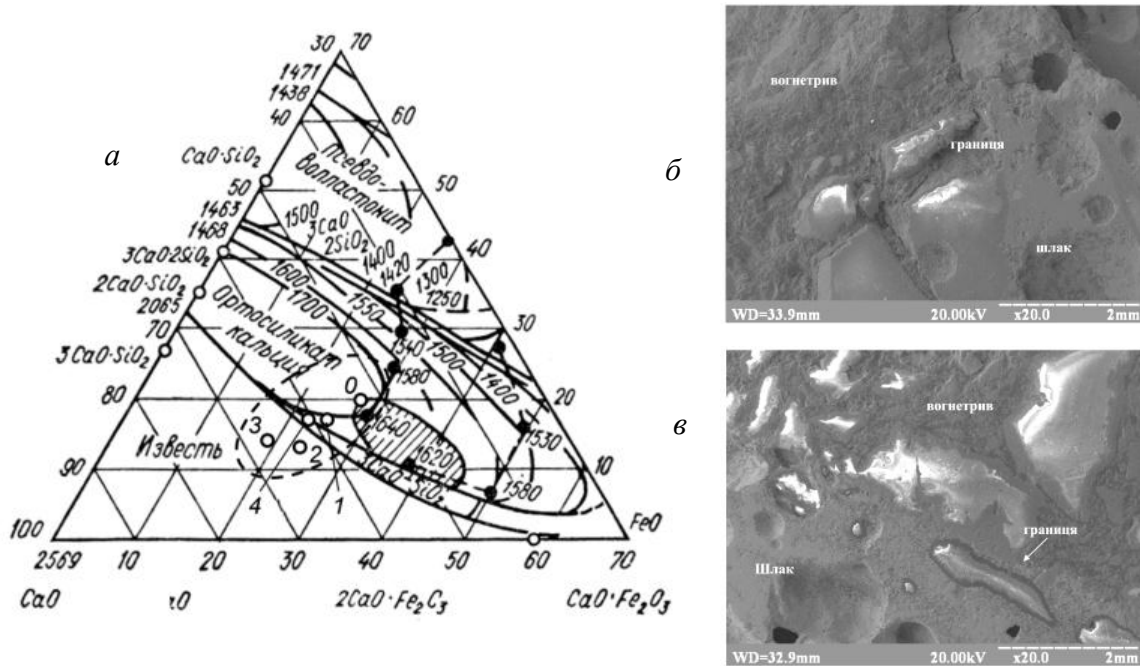 а
30 70
1471
1438
40 60
CaO·SiO₂
Псевдо-
волластонит
50 50
1463
1468
1500
3CaO
2SiO₂
40
3CaO·2SiO₂
1400
1420
1300
1250
2CaO·SiO₂
2065
1600
1700
1550
30
70
Ортосиликат
кальция
1540
1500
1400
3CaO·SiO₂
1580
20
80
0
1640
1530
Известь
3
2
1620
10
90
3CaO·SiO₂
1580
4
1
FeO
100
2569 10 20 30 40 50 60 70
CaO
2CaO·Fe₂C₃
CaO·Fe₂O₃
б
вогнетрив
границя
шлак
WD=33.9mm 20.00kV x20.0 2mm
в
вогнетрив
границя
Шлак
WD=32.9mm 20.00kV x20.0 2mm